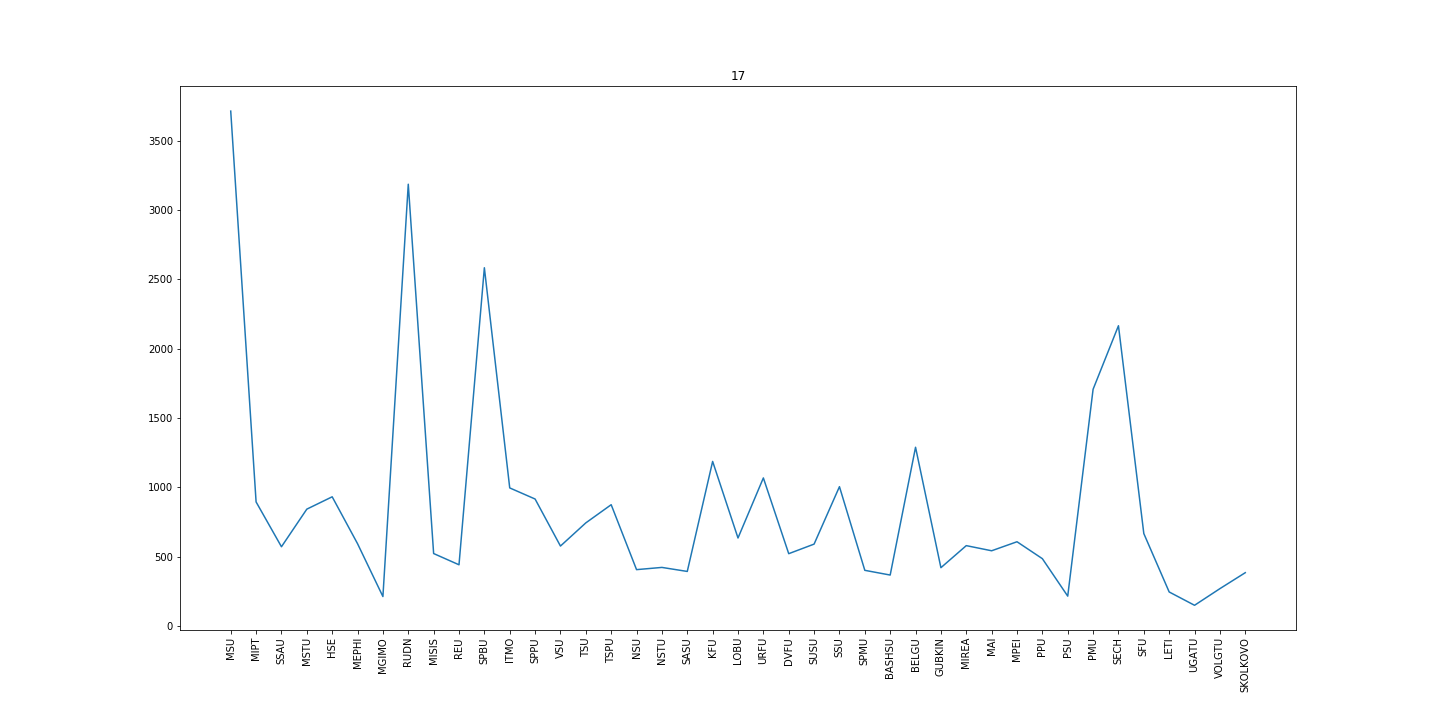 17
3500
3000
2500
2000
1500
1000
500
0
MSU
MIPT
SSAU
MSTU
HSE
MEPHI
MGIMO
RUDN
MISIS
REU
SPBU
ITMO
SPPU
VSU
TSU
TSPU
NSU
NSTU
SASU
KFU
LOBU
URFU
DVFU
SUSU
SSU
SPMU
BASHSU
BELGU
GUBKIN
MIREA
MAI
MPEI
PPU
PSU
PMU
SECH
SFU
LETI
UGATU
VOLGTU
SKOLKOVO